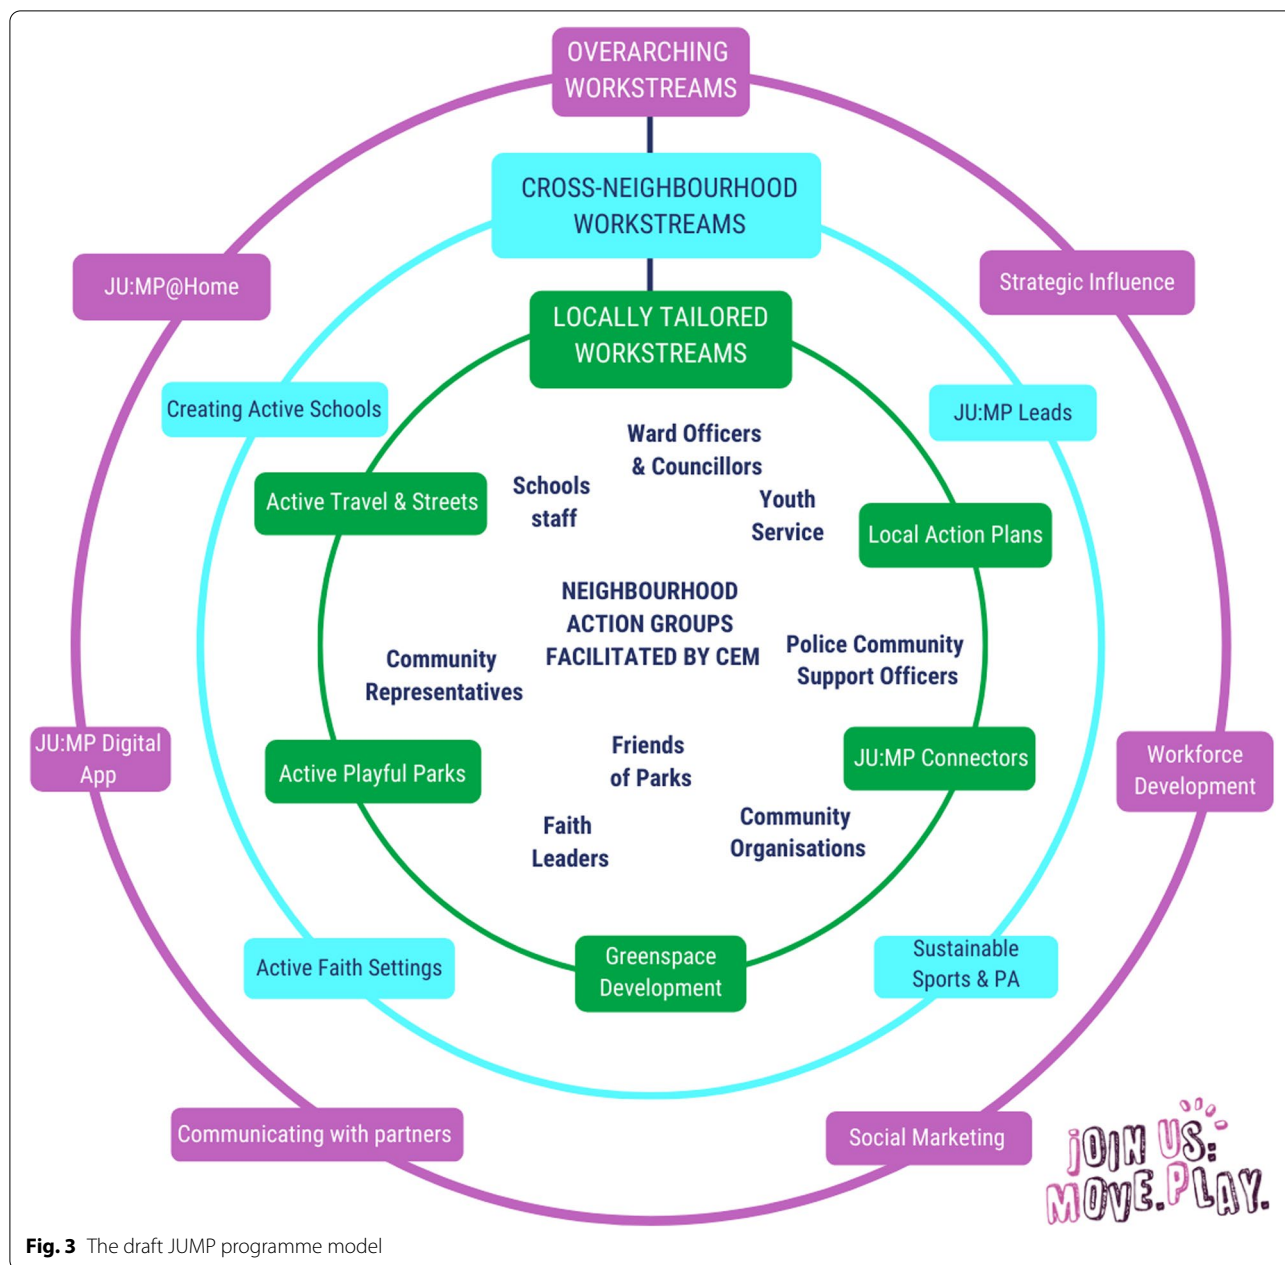 OVERARCHING
WORKSTREAMS
CROSS-NEIGHBOURHOOD
WORKSTREAMS
LOCALLY TAILORED
WORKSTREAMS
JU:MP@Home
Strategic Influence
Creating Active Schools
JU:MP Leads
Ward Officers
& Councillors
Active Travel & Streets
Schools
staff
Youth
Service
Local Action Plans
NEIGHBOURHOOD
ACTION GROUPS
FACILITATED BY CEM
Community
Representatives
Police Community
Support Officers
JU:MP Digital
App
Active Playful Parks
Friends
of Parks
JU:MP Connectors
Workforce
Development
Faith
Leaders
Community
Organisations
Active Faith Settings
Greenspace
Development
Sustainable
Sports & PA
Communicating with partners
Social Marketing
JOIN US:
MOVE.PLAY.
Fig. 3 The draft JUMP programme model